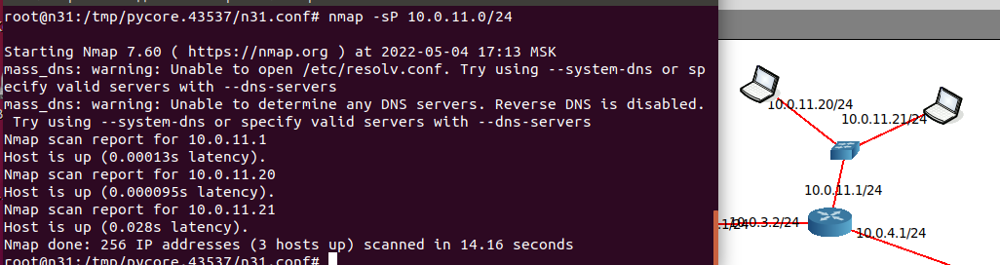 root@n31:/tmp/pycore.43537/n31.conf# nmap -sP 10.0.11.0/24
Starting Nmap 7.60 ( https://nmap.org ) at 2022-05-04 17:13 MSK
mass_dns: warning: Unable to open /etc/resolv.conf. Try using --system-dns or sp
ecify valid servers with --dns-servers
mass_dns: warning: Unable to determine any DNS servers. Reverse DNS is disabled.
 Try using --system-dns or specify valid servers with --dns-servers
Nmap scan report for 10.0.11.1
Host is up (0.00013s latency).
Nmap scan report for 10.0.11.20
Host is up (0.000095s latency).
Nmap scan report for 10.0.11.21
Host is up (0.028s latency).
Nmap done: 256 IP addresses (3 hosts up) scanned in 14.16 seconds
root@n31:/tmp/pycore.43537/n31.conf#
10.0.11.20/24
10.0.11.21/24
10.0.11.1/24
.1/24
10.0.3.2/24
10.0.4.1/24